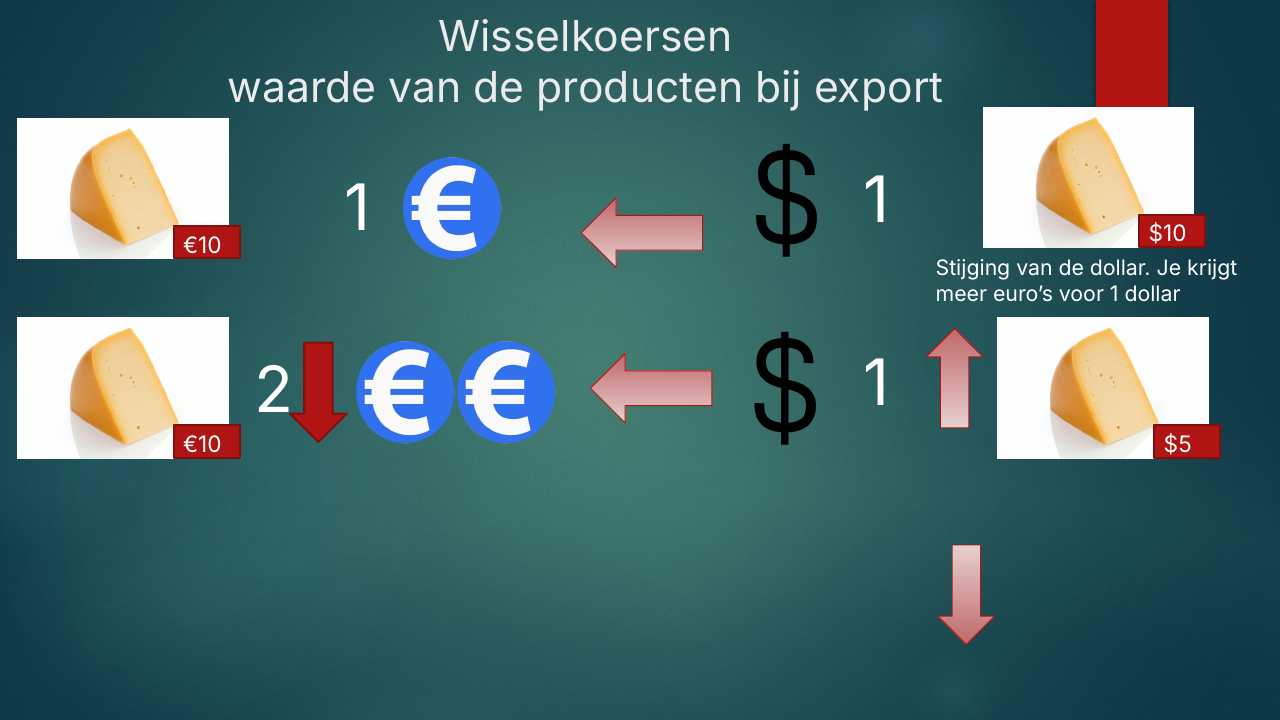 Wisselkoersen
waarde van de producten bij export
€10
1 €
$ 1
$10
Stijging van de dollar. Je krijgt
meer euro’s voor 1 dollar
€10
2 € €
$ 1
$5